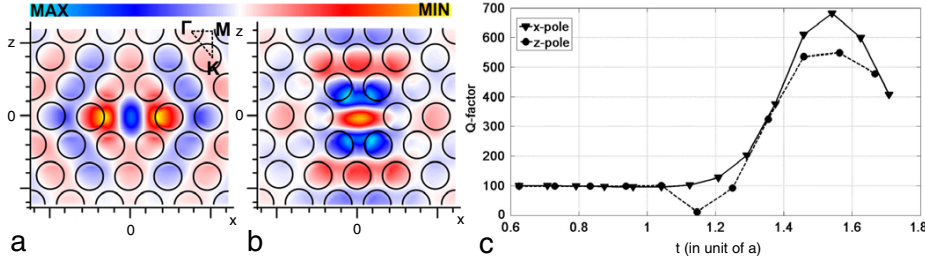 MAX MIN
Γ M
K
z
0
0
x
a
z
0
0
x
b
700
600
500
400
300
200
100
0
Q-factor
x-pole
z-pole
0.6 0.8 1 1.2 1.4 1.6 1.8
t (in unit of a)
c